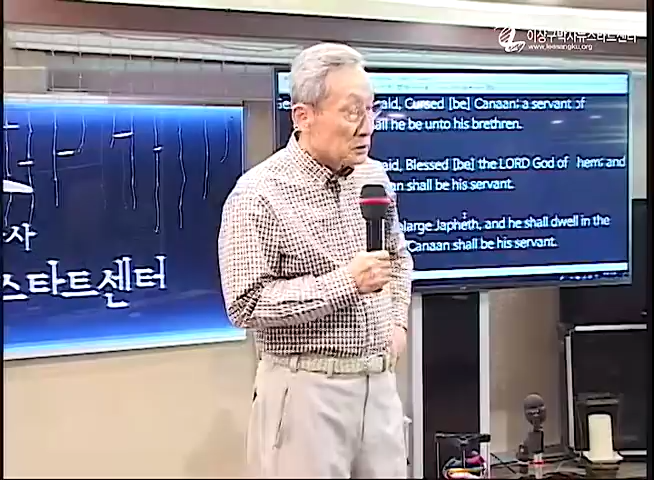 이상구박사뉴스타트센터
www.leesangku.org
said, Cursed [be] Canaan: a servant of
shall he be unto his brethren.
said, Blessed [be] the LORD God of
shall be his servant.
enlarge Japheth, and he shall dwell in the
Canaan shall be his servant.
사
스타트 센터